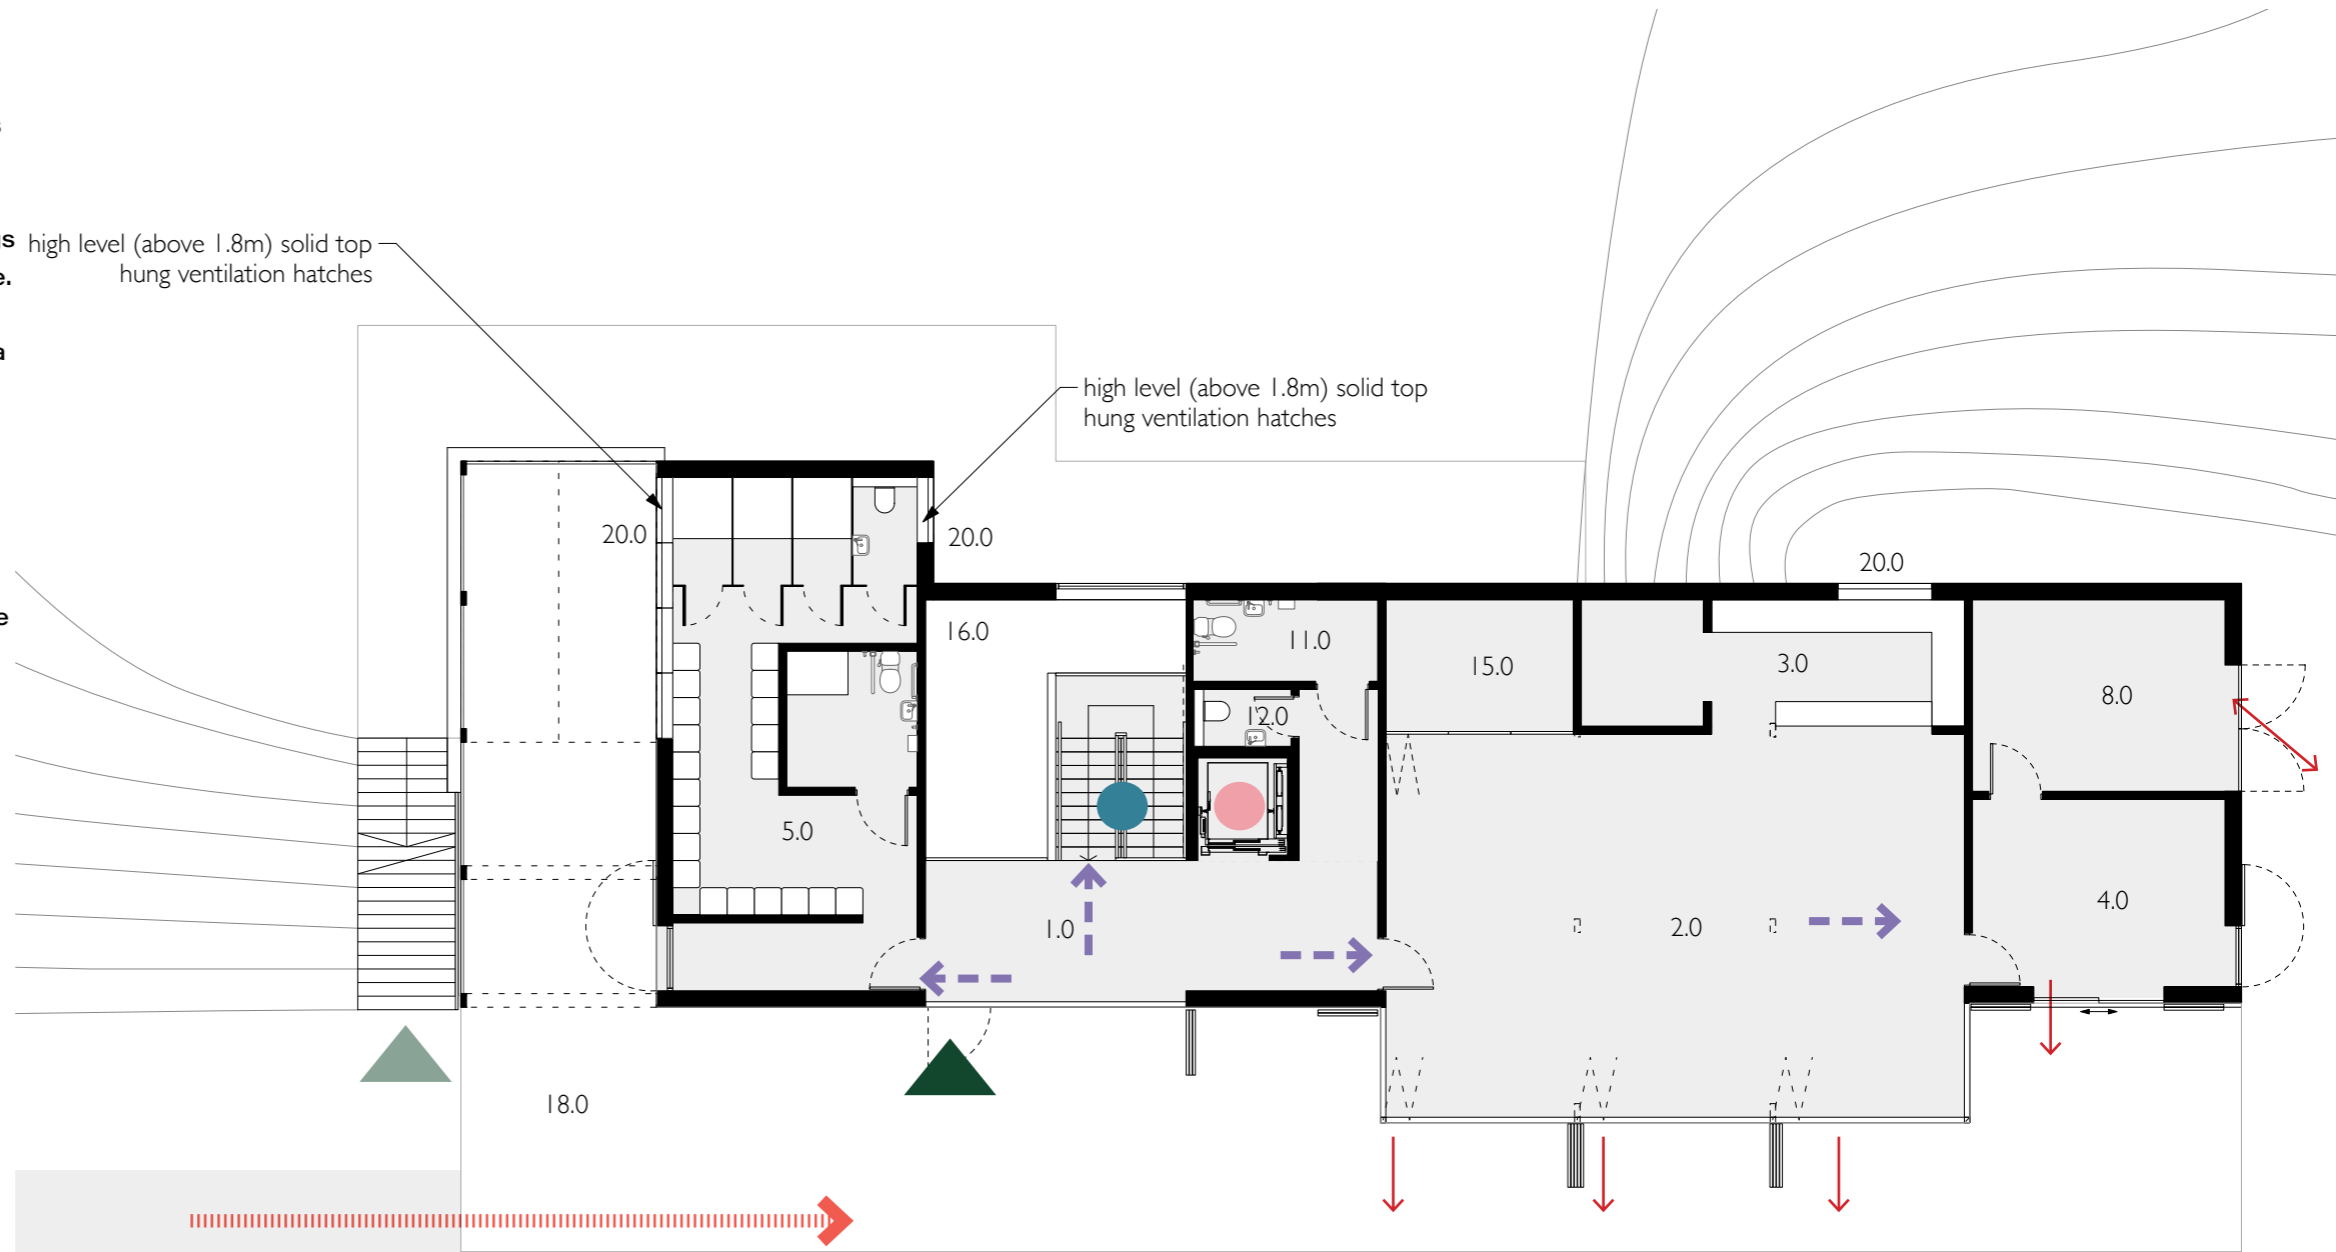 s
gs
e.
a
e
high level (above 1.8m) solid top
hung ventilation hatches
high level (above 1.8m) solid top
hung ventilation hatches
20.0
20.0
20.0
16.0
11.0
15.0
3.0
8.0
12.0
5.0
4.0
1.0
2.0
18.0